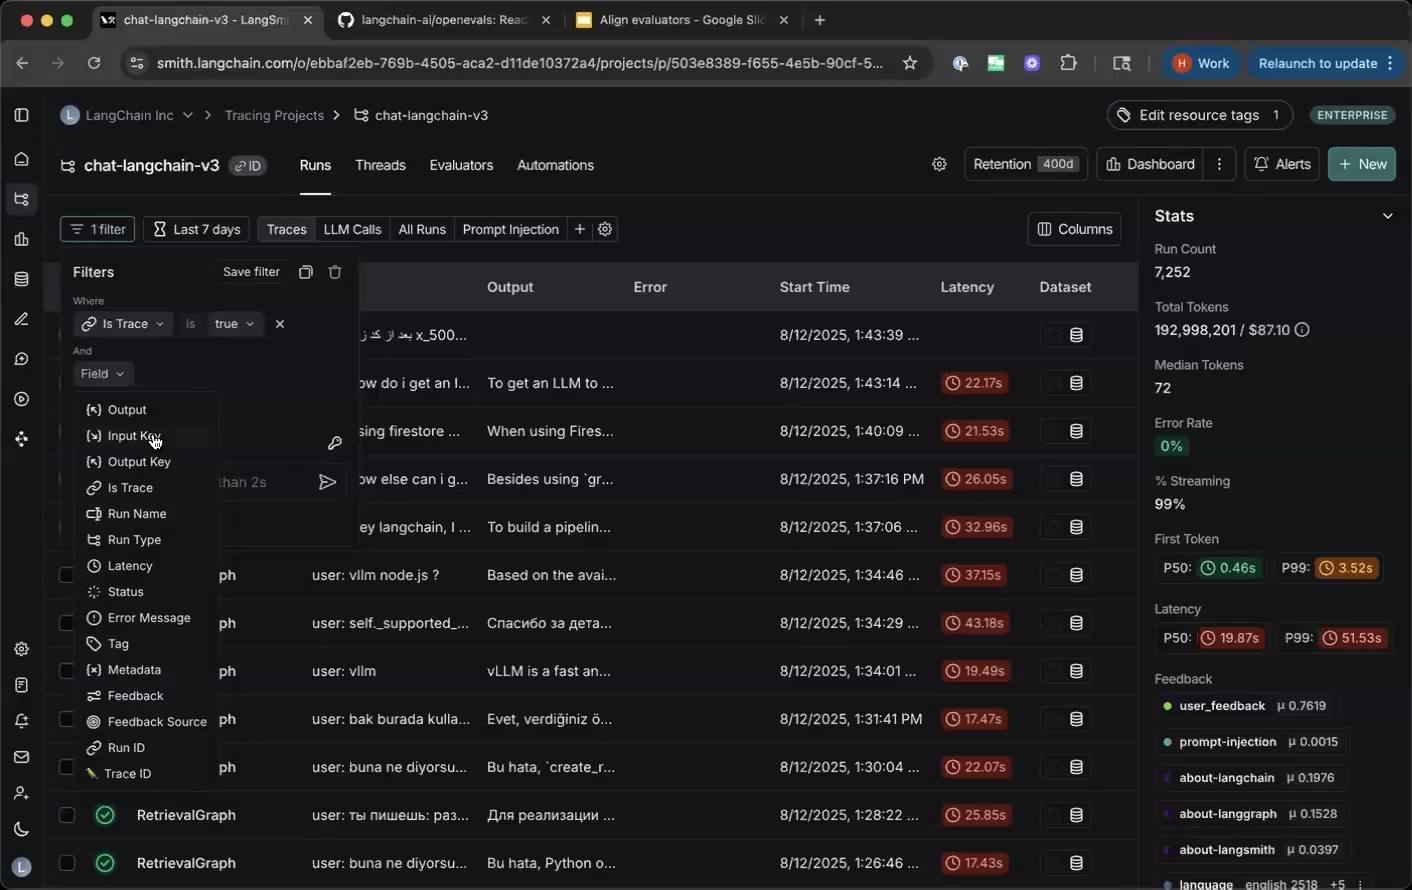 chat-langchain-v3 - LangSmi
langchain-ai/openevals: Rea
Align evaluators - Google Slid
smith.langchain.com/o/ebbaf2eb-769b-4505-aca2-d11de10372a4/projects/p/503e8389-f655-4e5b-90cf-5...
H Work
Relaunch to update
L LangChain Inc
Tracing Projects
chat-langchain-v3
Edit resource tags 1
ENTERPRISE
chat-langchain-v3 ID
Runs
Threads
Evaluators
Automations
Retention 400d
Dashboard
Alerts
+ New
1 filter
Last 7 days
Traces
LLM Calls
All Runs
Prompt Injection
Columns
Filters
Save filter
Where
Is Trace is true
And
Field
Output
Input Key
Output Key
Is Trace
Run Name
Run Type
Latency
Status
Error Message
Tag
Metadata
Feedback
Feedback Source
Run ID
Trace ID
than 2s
Output Error Start Time Latency Dataset
بعد از ک ز x_500... 8/12/2025, 1:43:39 ...
ow do i get an I... To get an LLM to ... 8/12/2025, 1:43:14 ... 22.17s
sing firestore ... When using Fires... 8/12/2025, 1:40:09 ... 21.53s
ow else can i g... Besides using `gr... 8/12/2025, 1:37:16 PM 26.05s
ey langchain, I ... To build a pipelin... 8/12/2025, 1:37:06 ... 32.96s
ph user: vllm node.js ? Based on the avai... 8/12/2025, 1:34:46 ... 37.15s
ph user: self._supported_... Спасибо за дета... 8/12/2025, 1:34:29 ... 43.18s
ph user: vllm vLLM is a fast an... 8/12/2025, 1:34:01 ... 19.49s
ph user: bak burada kulla... Evet, verdiğiniz ö... 8/12/2025, 1:31:41 PM 17.47s
ph user: buna ne diyorsu... Bu hata, `create_r... 8/12/2025, 1:30:04 ... 22.07s
RetrievalGraph user: ты пишешь: раз... Для реализации ... 8/12/2025, 1:28:22 ... 25.85s
RetrievalGraph user: buna ne diyorsu... Bu hata, Python o... 8/12/2025, 1:26:46 ... 17.43s
L
Stats
Run Count
7,252
Total Tokens
192,998,201 / $87.10
Median Tokens
72
Error Rate
0%
% Streaming
99%
First Token
P50: 0.46s P99: 3.52s
Latency
P50: 19.87s P99: 51.53s
Feedback
user_feedback μ 0.7619
prompt-injection μ 0.0015
about-langchain μ 0.1976
about-langgraph μ 0.1528
about-langsmith μ 0.0397
language english 2518 +5